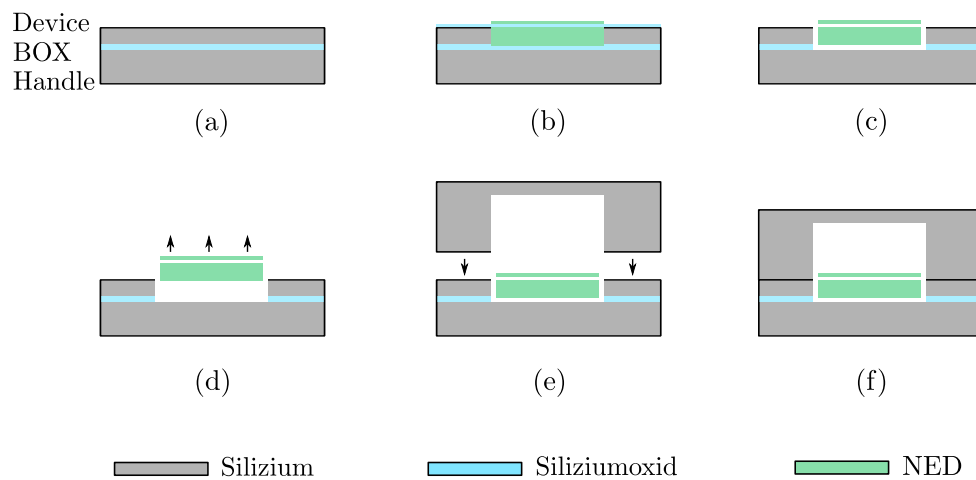 Device
BOX
Handle
(a)
(b)
(c)
(d)
(e)
(f)
Silizium
Siliziumoxid
NED